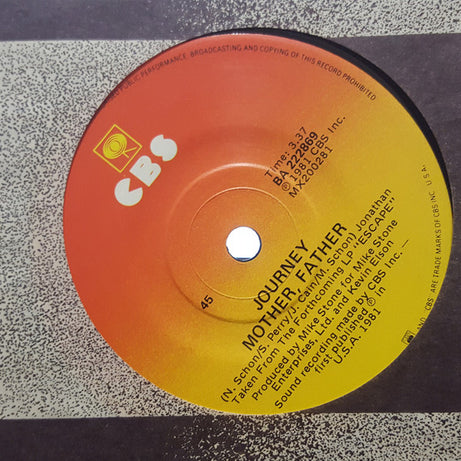 NO PUBLIC PERFORMANCE, BROADCASTING AND COPYING OF THIS RECORD PROHIBITED
CBS
Time: 3.37
BA 222869
℗ 1981 CBS Inc.
MX200281
45
JOURNEY
MOTHER, FATHER
(N. Schon/S. Perry/J. Cain/M. Schon) Jonathan
Taken From The Forthcoming LP "ESCAPE"
Produced by Mike Stone for Mike Stone
Enterprises, Ltd. and Kevin Elson
Sound recording made by CBS Inc. –
first published ℗ in
U.S.A. 1981
CBS ARE TRADE MARKS OF CBS INC. U.S.A.